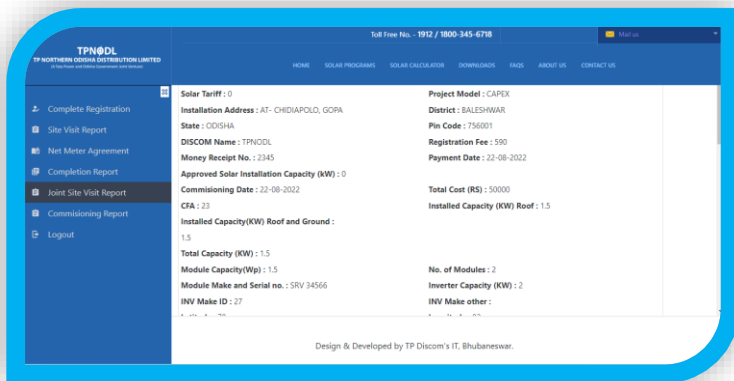 Toll Free No. - 1912 / 1800-345-6718
Mail us
TPNODL
TP NORTHERN ODISHA DISTRIBUTION LIMITED
(A Tata Power and Odisha Government Joint Venture)
HOME SOLAR PROGRAMS SOLAR CALCULATOR DOWNLOADS FAQS ABOUT US CONTACT US
Complete Registration
Site Visit Report
Net Meter Agreement
Completion Report
Joint Site Visit Report
Commisioning Report
Logout
Solar Tariff : 0 Project Model : CAPEX
Installation Address : AT- CHIDIAPOLO, GOPA District : BALESHWAR
State : ODISHA Pin Code : 756001
DISCOM Name : TPNODL Registration Fee : 590
Money Receipt No. : 2345 Payment Date : 22-08-2022
Approved Solar Installation Capacity (kW) : 0
Commisioning Date : 22-08-2022 Total Cost (RS) : 50000
CFA : 23 Installed Capacity (KW) Roof : 1.5
Installed Capacity(KW) Roof and Ground :
1.5
Total Capacity (KW) : 1.5
Module Capacity(Wp) : 1.5 No. of Modules : 2
Module Make and Serial no. : SRV 34566 Inverter Capacity (KW) : 2
INV Make ID : 27 INV Make other :
Design & Developed by TP Discom's IT, Bhubaneswar.